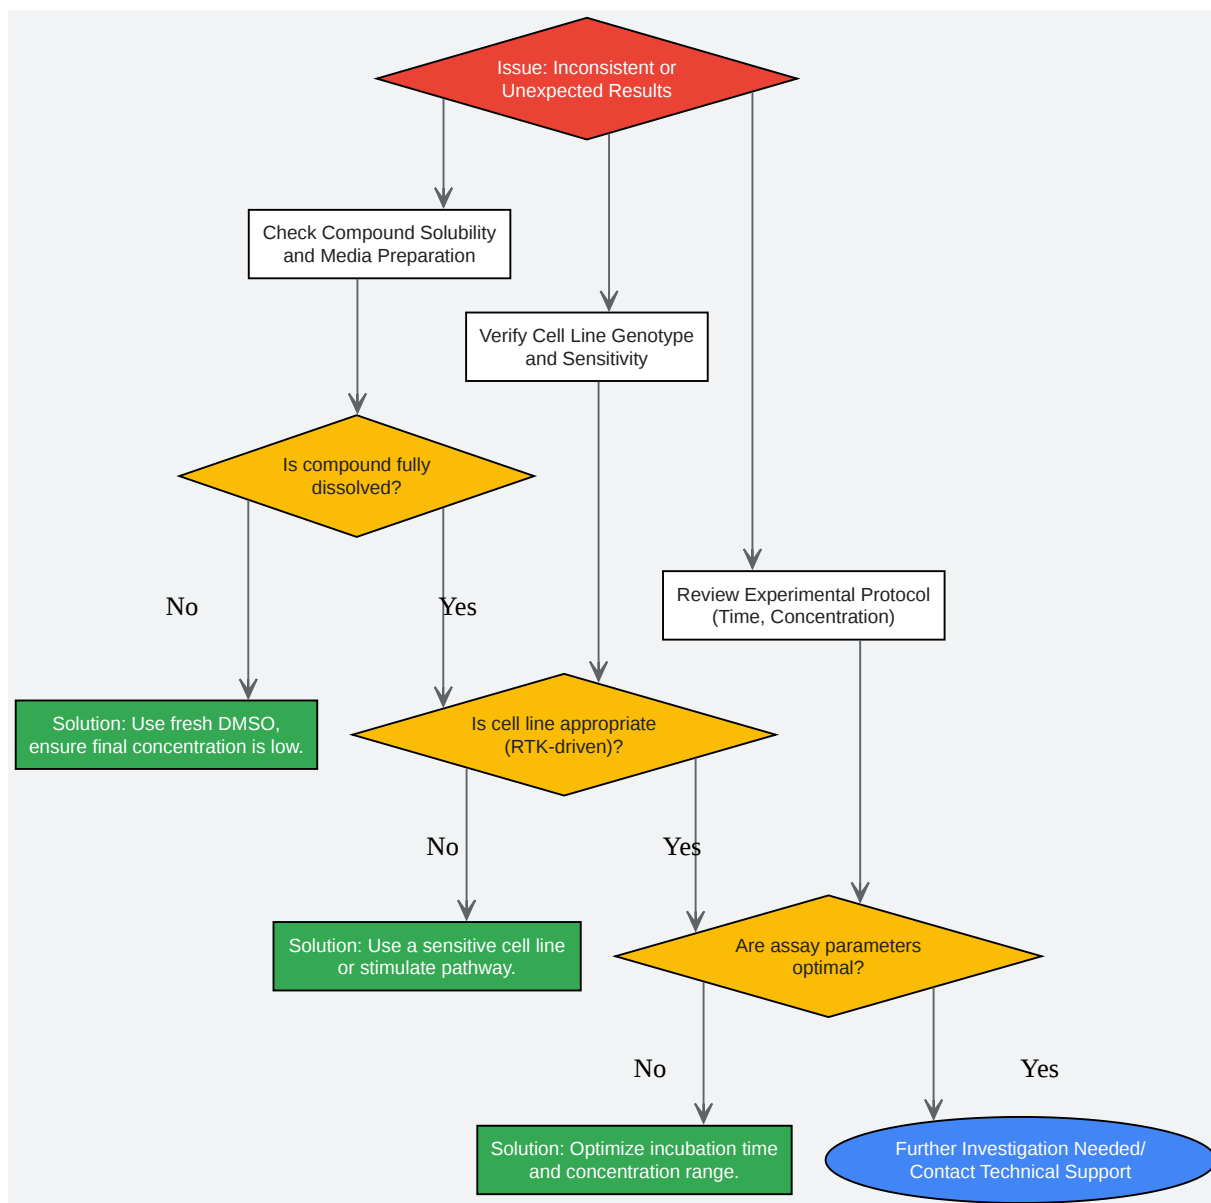 Issue: Inconsistent or
Unexpected Results
Check Compound Solubility
and Media Preparation
Verify Cell Line Genotype
and Sensitivity
Is compound fully
dissolved?
Review Experimental Protocol
(Time, Concentration)
No
Yes
Solution: Use fresh DMSO,
ensure final concentration is low.
Is cell line appropriate
(RTK-driven)?
No
Yes
Solution: Use a sensitive cell line
or stimulate pathway.
Are assay parameters
optimal?
No
Yes
Solution: Optimize incubation time
and concentration range.
Further Investigation Needed/
Contact Technical Support